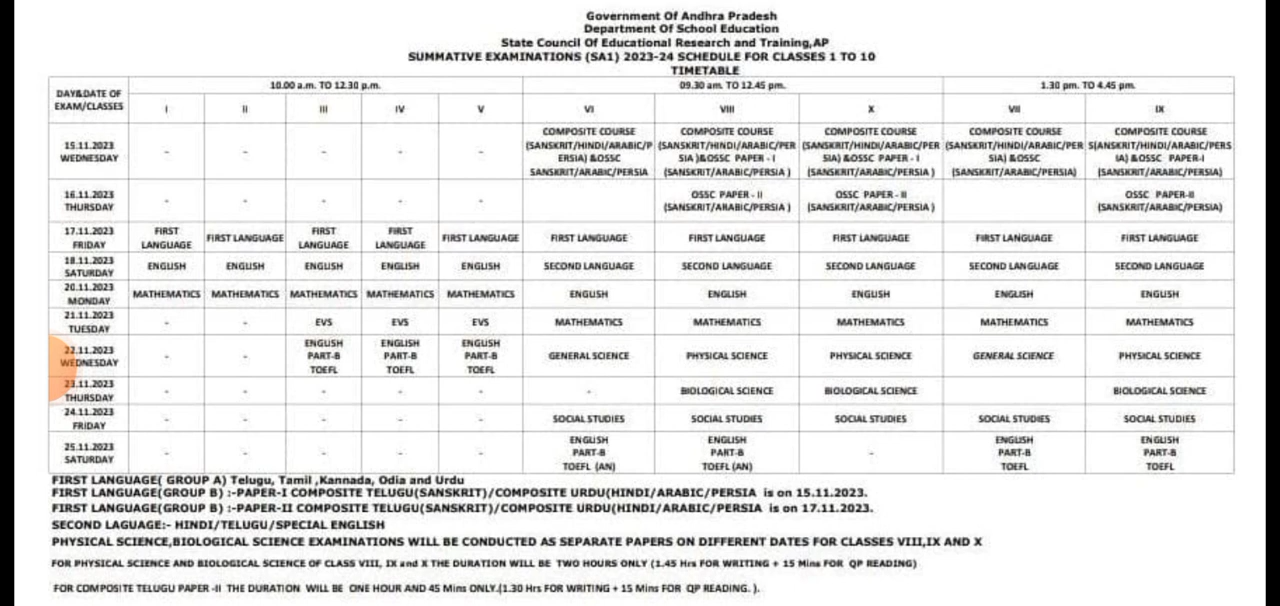 Government Of Andhra Pradesh
Department Of School Education
State Council Of Educational Research and Training,AP
SUMMATIVE EXAMINATIONS (SA1) 2023-24 SCHEDULE FOR CLASSES 1 TO 10
TIMETABLE
DAY&DATE OF EXAM/CLASSES
10.00 a.m. TO 12.30 p.m. 09.30 am. TO 12.45 pm. 1.30 pm. TO 4.45 pm.
I II III IV V VI VIII X VII IX
COMPOSITE COURSE COMPOSITE COURSE COMPOSITE COURSE COMPOSITE COURSE COMPOSITE COURSE
15.11.2023 - - - - - (SANSKRIT/HINDI/ARABIC/P (SANSKRIT/HINDI/ARABIC/PER (SANSKRIT/HINDI/ARABIC/PER (SANSKRIT/HINDI/ARABIC/PER S(ANSKRIT/HINDI/ARABIC/PERS
WEDNESDAY ERSIA) &OSSC SIA )&OSSC PAPER - I SIA) &OSSC PAPER - I SIA) &OSSC IA) &OSSC PAPER-I
SANSKRIT/ARABIC/PERSIA (SANSKRIT/ARABIC/PERSIA ) (SANSKRIT/ARABIC/PERSIA ) (SANSKRIT/ARABIC/PERSIA) (SANSKRIT/ARABIC/PERSIA)
16.11.2023 - - - - - OSSC PAPER - II OSSC PAPER - II OSSC PAPER-II
THURSDAY (SANSKRIT/ARABIC/PERSIA ) (SANSKRIT/ARABIC/PERSIA ) (SANSKRIT/ARABIC/PERSIA)
17.11.2023 FIRST FIRST LANGUAGE FIRST FIRST FIRST LANGUAGE FIRST LANGUAGE FIRST LANGUAGE FIRST LANGUAGE FIRST LANGUAGE FIRST LANGUAGE
FRIDAY LANGUAGE LANGUAGE LANGUAGE
18.11.2023 ENGLISH ENGLISH ENGLISH ENGLISH ENGLISH SECOND LANGUAGE SECOND LANGUAGE SECOND LANGUAGE SECOND LANGUAGE SECOND LANGUAGE
SATURDAY
20.11.2023 MATHEMATICS MATHEMATICS MATHEMATICS MATHEMATICS MATHEMATICS ENGLISH ENGLISH ENGLISH ENGLISH ENGLISH
MONDAY
21.11.2023 - - EVS EVS EVS MATHEMATICS MATHEMATICS MATHEMATICS MATHEMATICS MATHEMATICS
TUESDAY
ENGLISH ENGLISH ENGLISH
22.11.2023 - - PART-B PART-B PART-B GENERAL SCIENCE PHYSICAL SCIENCE PHYSICAL SCIENCE GENERAL SCIENCE PHYSICAL SCIENCE
WEDNESDAY TOEFL TOEFL TOEFL
23.11.2023 - - - - - - BIOLOGICAL SCIENCE BIOLOGICAL SCIENCE BIOLOGICAL SCIENCE
THURSDAY
24.11.2023 - - - - - SOCIAL STUDIES SOCIAL STUDIES SOCIAL STUDIES SOCIAL STUDIES SOCIAL STUDIES
FRIDAY
ENGLISH ENGLISH ENGLISH ENGLISH
25.11.2023 - - - - - PART-B PART-B - PART-B PART-B
SATURDAY TOEFL (AN) TOEFL (AN) TOEFL TOEFL
FIRST LANGUAGE( GROUP A) Telugu, Tamil ,Kannada, Odia and Urdu
FIRST LANGUAGE(GROUP B) :-PAPER-I COMPOSITE TELUGU(SANSKRIT)/COMPOSITE URDU(HINDI/ARABIC/PERSIA is on 15.11.2023.
FIRST LANGUAGE(GROUP B) :-PAPER-II COMPOSITE TELUGU(SANSKRIT)/COMPOSITE URDU(HINDI/ARABIC/PERSIA is on 17.11.2023.
SECOND LAGUAGE:- HINDI/TELUGU/SPECIAL ENGLISH
PHYSICAL SCIENCE,BIOLOGICAL SCIENCE EXAMINATIONS WILL BE CONDUCTED AS SEPARATE PAPERS ON DIFFERENT DATES FOR CLASSES VIII,IX AND X
FOR PHYSICAL SCIENCE AND BIOLOGICAL SCIENCE OF CLASS VIII, IX and X THE DURATION WILL BE TWO HOURS ONLY (1.45 Hrs FOR WRITING + 15 Mins FOR QP READING)
FOR COMPOSITE TELUGU PAPER -II THE DURATION WILL BE ONE HOUR AND 45 Mins ONLY.(1.30 Hrs FOR WRITING + 15 Mins FOR QP READING. ).